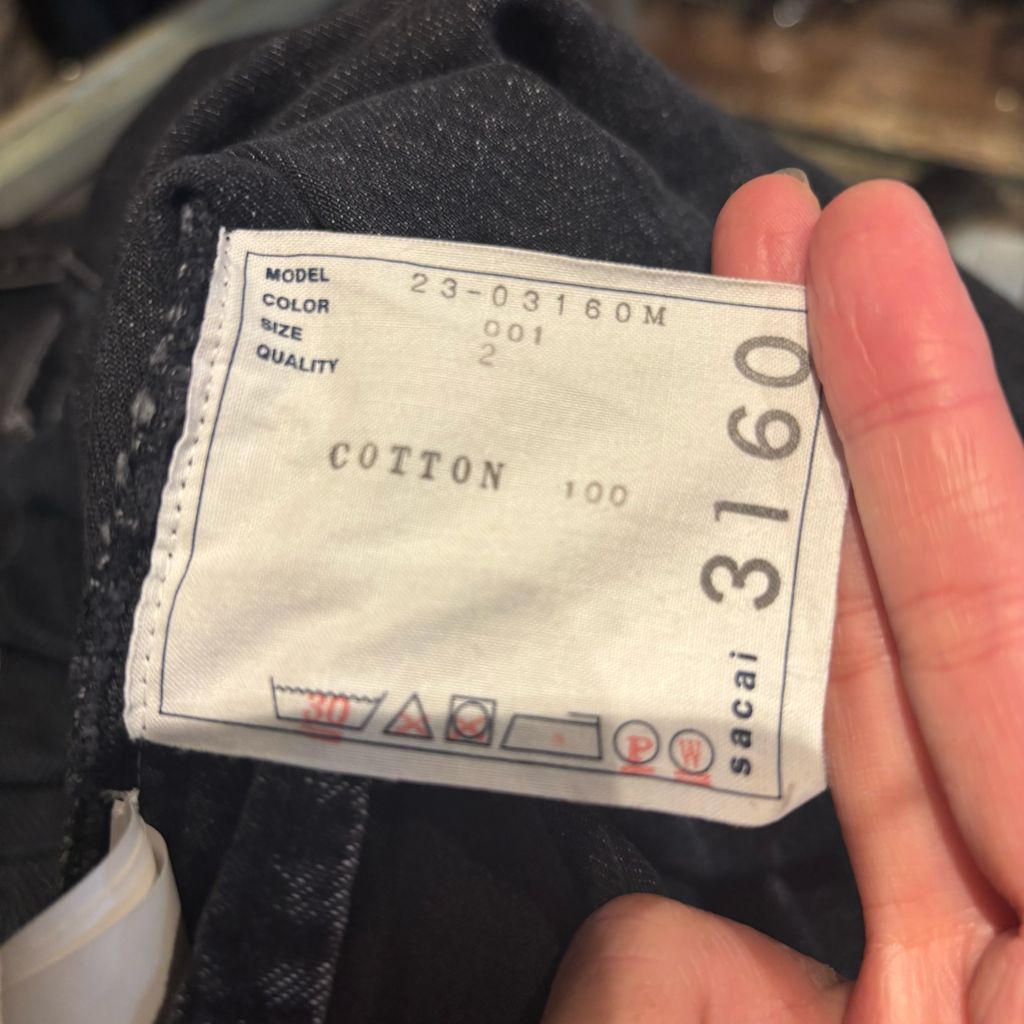 MODEL 23-03160M
COLOR 001
SIZE 2
QUALITY
COTTON 100
30
P
W
sacai 3160